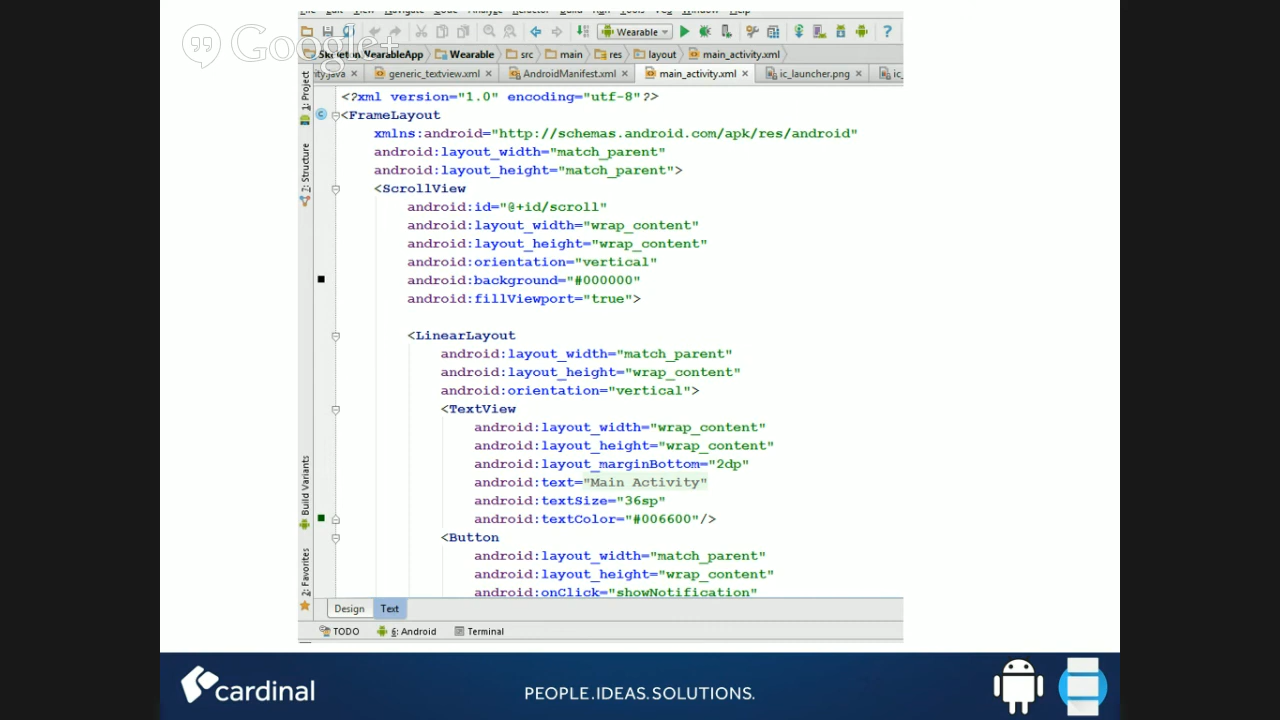 Google+
Wearable
SkeletonWearableApp Wearable src main res layout main_activity.xml
ity.java generic_textview.xml AndroidManifest.xml main_activity.xml ic_launcher.png ic_
1: Project
7: Structure
Build Variants
2: Favorites
<?xml version="1.0" encoding="utf-8"?>
<FrameLayout
xmlns:android="http://schemas.android.com/apk/res/android"
android:layout_width="match_parent"
android:layout_height="match_parent">
<ScrollView
android:id="@+id/scroll"
android:layout_width="wrap_content"
android:layout_height="wrap_content"
android:orientation="vertical"
android:background="#000000"
android:fillViewport="true">
<LinearLayout
android:layout_width="match_parent"
android:layout_height="wrap_content"
android:orientation="vertical">
<TextView
android:layout_width="wrap_content"
android:layout_height="wrap_content"
android:layout_marginBottom="2dp"
android:text="Main Activity"
android:textSize="36sp"
android:textColor="#006600"/>
<Button
android:layout_width="match_parent"
android:layout_height="wrap_content"
android:onClick="showNotification"
Design Text
TODO 6: Android Terminal
cardinal
PEOPLE.IDEAS.SOLUTIONS.